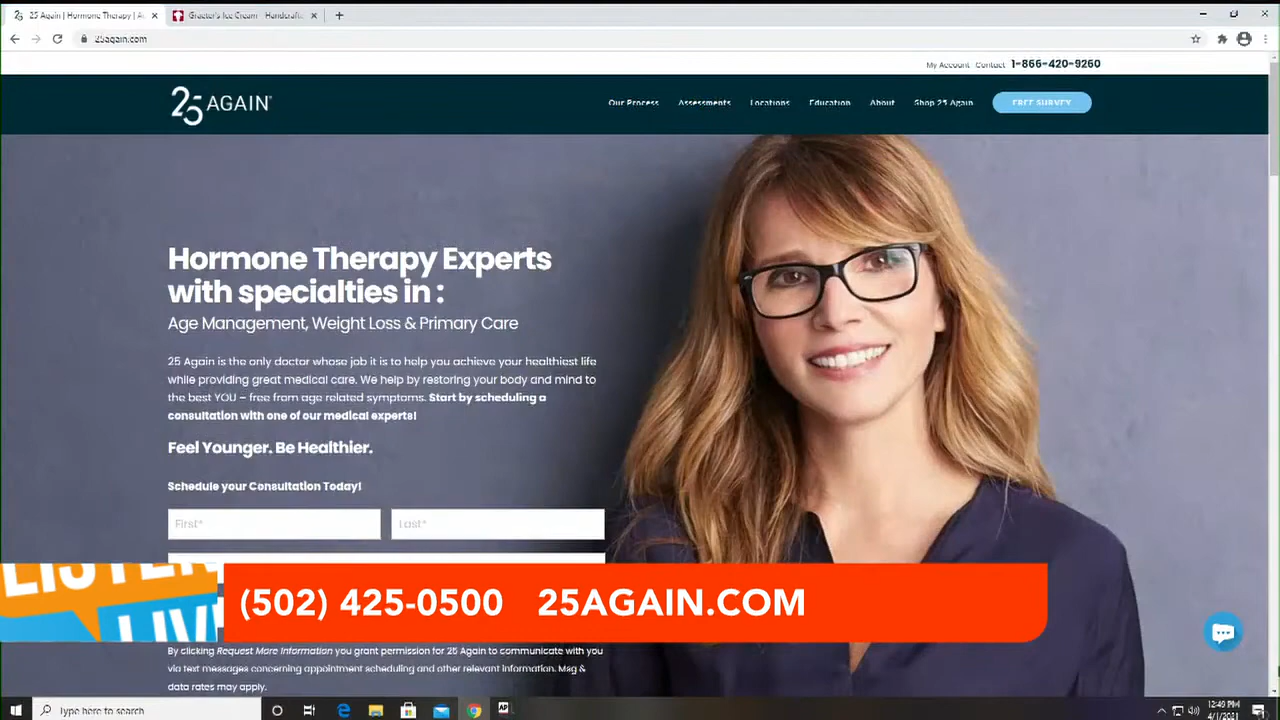 25 Again | Hormone Therapy | A
Graeter's Ice Cream - Handcraft
25again.com
My Account Contact 1-866-420-9260
25 AGAIN
Our Process Assessments Locations Education About Shop 25 Again FREE SURVEY
Hormone Therapy Experts
with specialties in :
Age Management, Weight Loss & Primary Care
25 Again is the only doctor whose job it is to help you achieve your healthiest life
while providing great medical care. We help by restoring your body and mind to
the best YOU – free from age related symptoms. Start by scheduling a
consultation with one of our medical experts!
Feel Younger. Be Healthier.
Schedule your Consultation Today!
First* Last*
LISTEN
LIVE
(502) 425-0500 25AGAIN.COM
By clicking Request More Information you grant permission for 25 Again to communicate with you
via text messages concerning appointment scheduling and other relevant information. Msg &
data rates may apply.
Type here to search
12:49 PM
4/1/2021